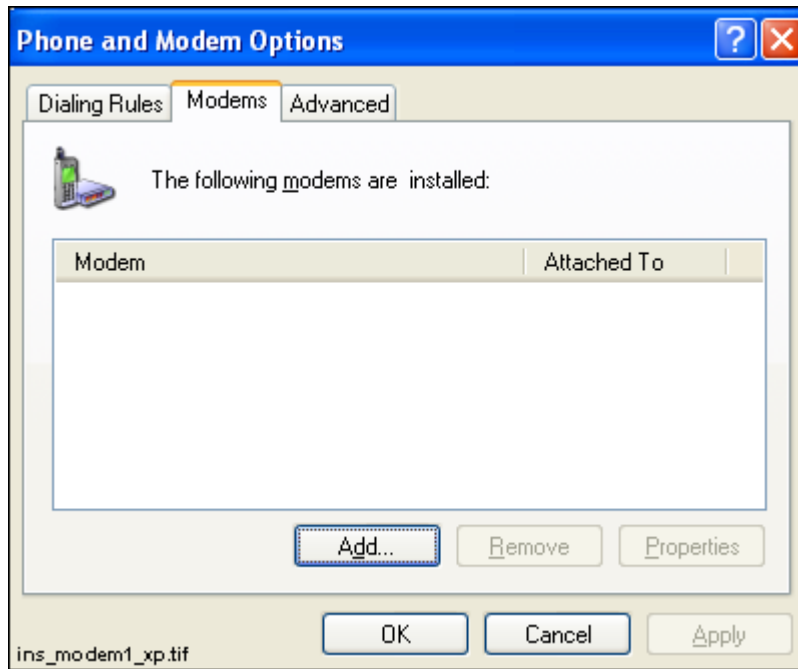 Phone and Modem Options
Dialing Rules Modems Advanced
The following modems are installed:
Modem Attached To
Add... Remove Properties
OK Cancel Apply
ins_modem1_xp.tif